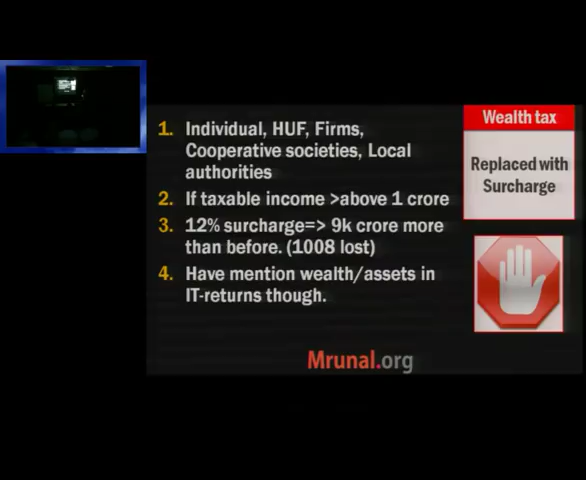 1. Individual, HUF, Firms,
Cooperative societies, Local
authorities
2. If taxable income >above 1 crore
3. 12% surcharge=> 9k crore more
than before. (1008 lost)
4. Have mention wealth/assets in
IT-returns though.
Wealth tax
Replaced with
Surcharge
Mrunal.org